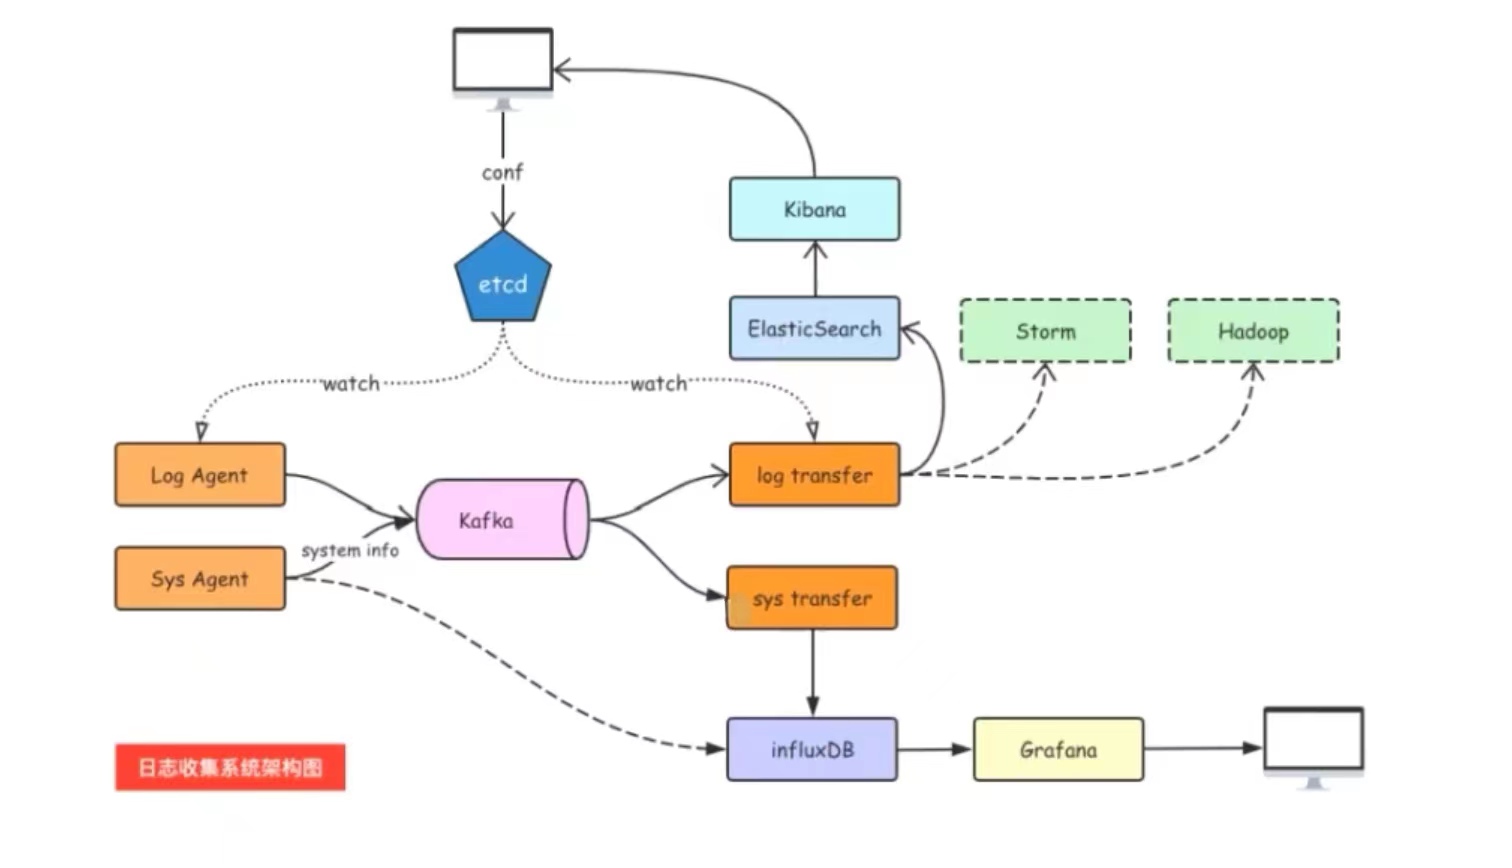 conf
Kibana
etcd
ElasticSearch
Storm
Hadoop
watch
watch
Log Agent
log transfer
Kafka
system info
Sys Agent
sys transfer
influxDB
Grafana
日志收集系统架构图